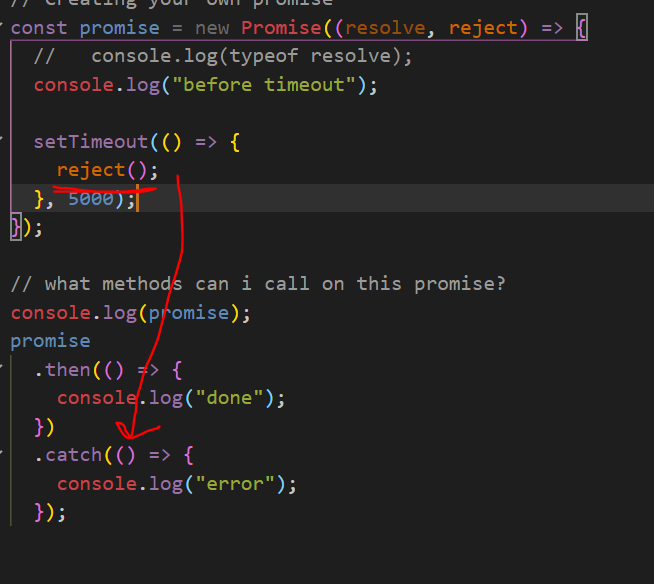 // Creating your own promise
const promise = new Promise((resolve, reject) => {
//   console.log(typeof resolve);
console.log("before timeout");
setTimeout(() => {
reject();
}, 5000);
});
// what methods can i call on this promise?
console.log(promise);
promise
.then(() => {
console.log("done");
})
.catch(() => {
console.log("error");
});